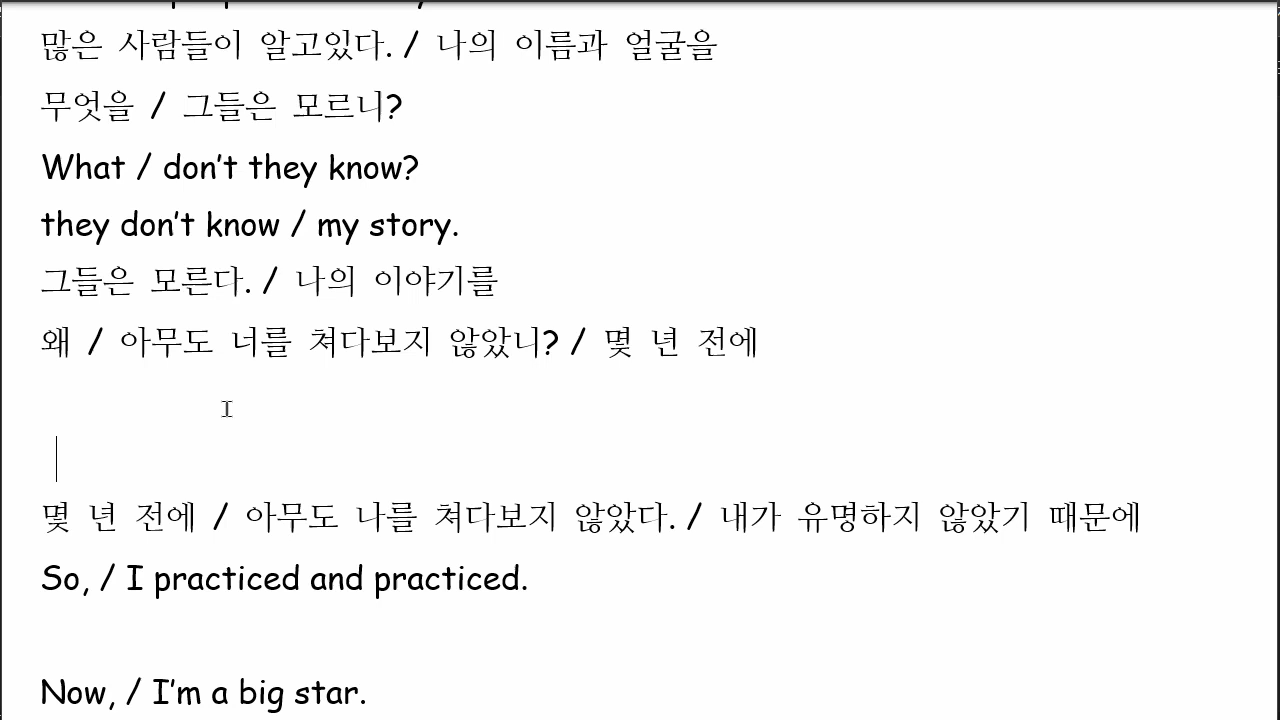 많은 사람들이 알고있다. / 나의 이름과 얼굴을
무엇을 / 그들은 모르니?
What / don't they know?
they don't know / my story.
그들은 모른다. / 나의 이야기를
왜 / 아무도 너를 쳐다보지 않았니? / 몇 년 전에
몇 년 전에 / 아무도 나를 쳐다보지 않았다. / 내가 유명하지 않았기 때문에
So, / I practiced and practiced.
Now, / I'm a big star.